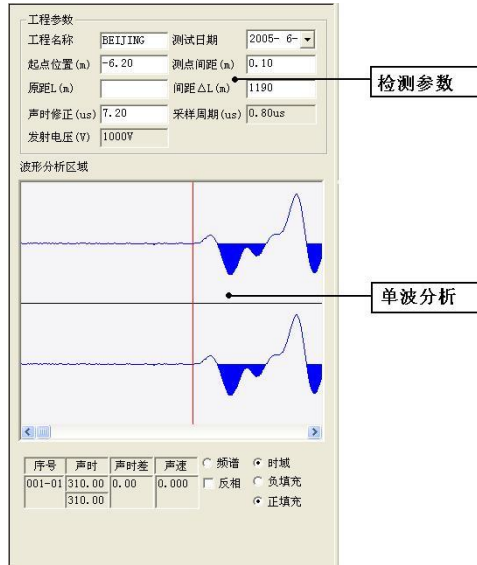 工程参数
工程名称 BEIJING 测试日期 2005- 6-
起点位置(m) -6.20 测点间距(m) 0.10
原距L(m) 间距△L(m) 1190
声时修正(us) 7.20 采样周期(us) 0.80us
发射电压(V) 1000V
检测参数
波形分析区域
单波分析
序号 声时 声时差 声速 频谱 时域
001-01 310.00 0.00 0.000 反相 负填充
310.00 正填充